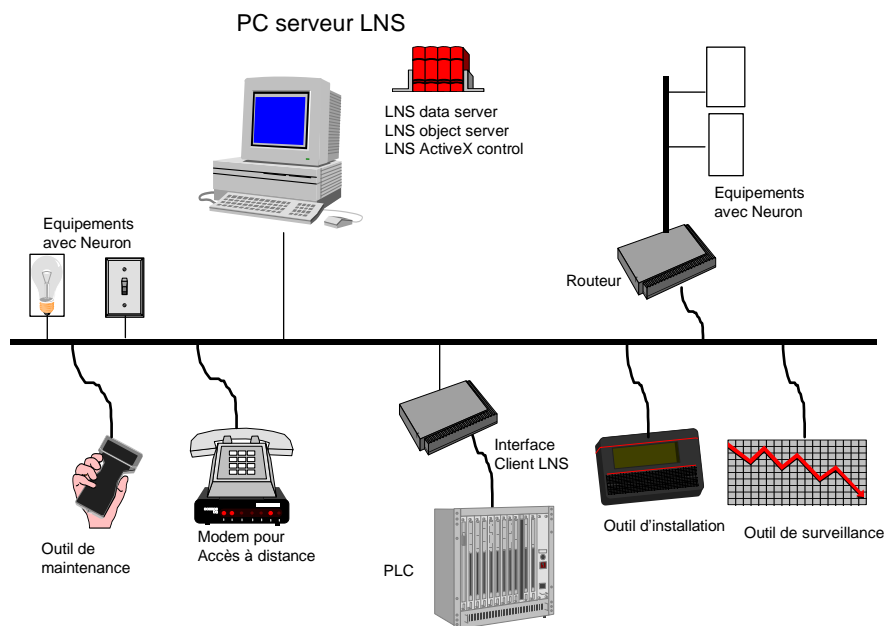 PC serveur LNS
LNS data server
LNS object server
LNS ActiveX control
Equipements
avec Neuron
Equipements
avec Neuron
Routeur
Interface
Client LNS
Outil de
maintenance
Modem pour
Accès à distance
PLC
Outil d'installation
Outil de surveillance